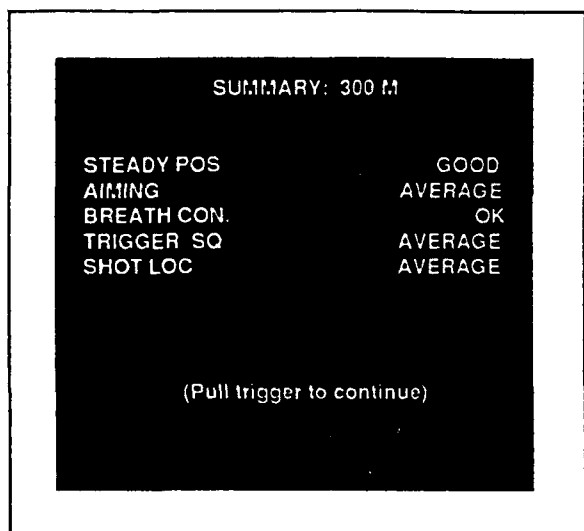 SUMMARY: 300 M
STEADY POS GOOD
AIMING AVERAGE
BREATH CON. OK
TRIGGER SQ AVERAGE
SHOT LOC AVERAGE
(Pull trigger to continue)